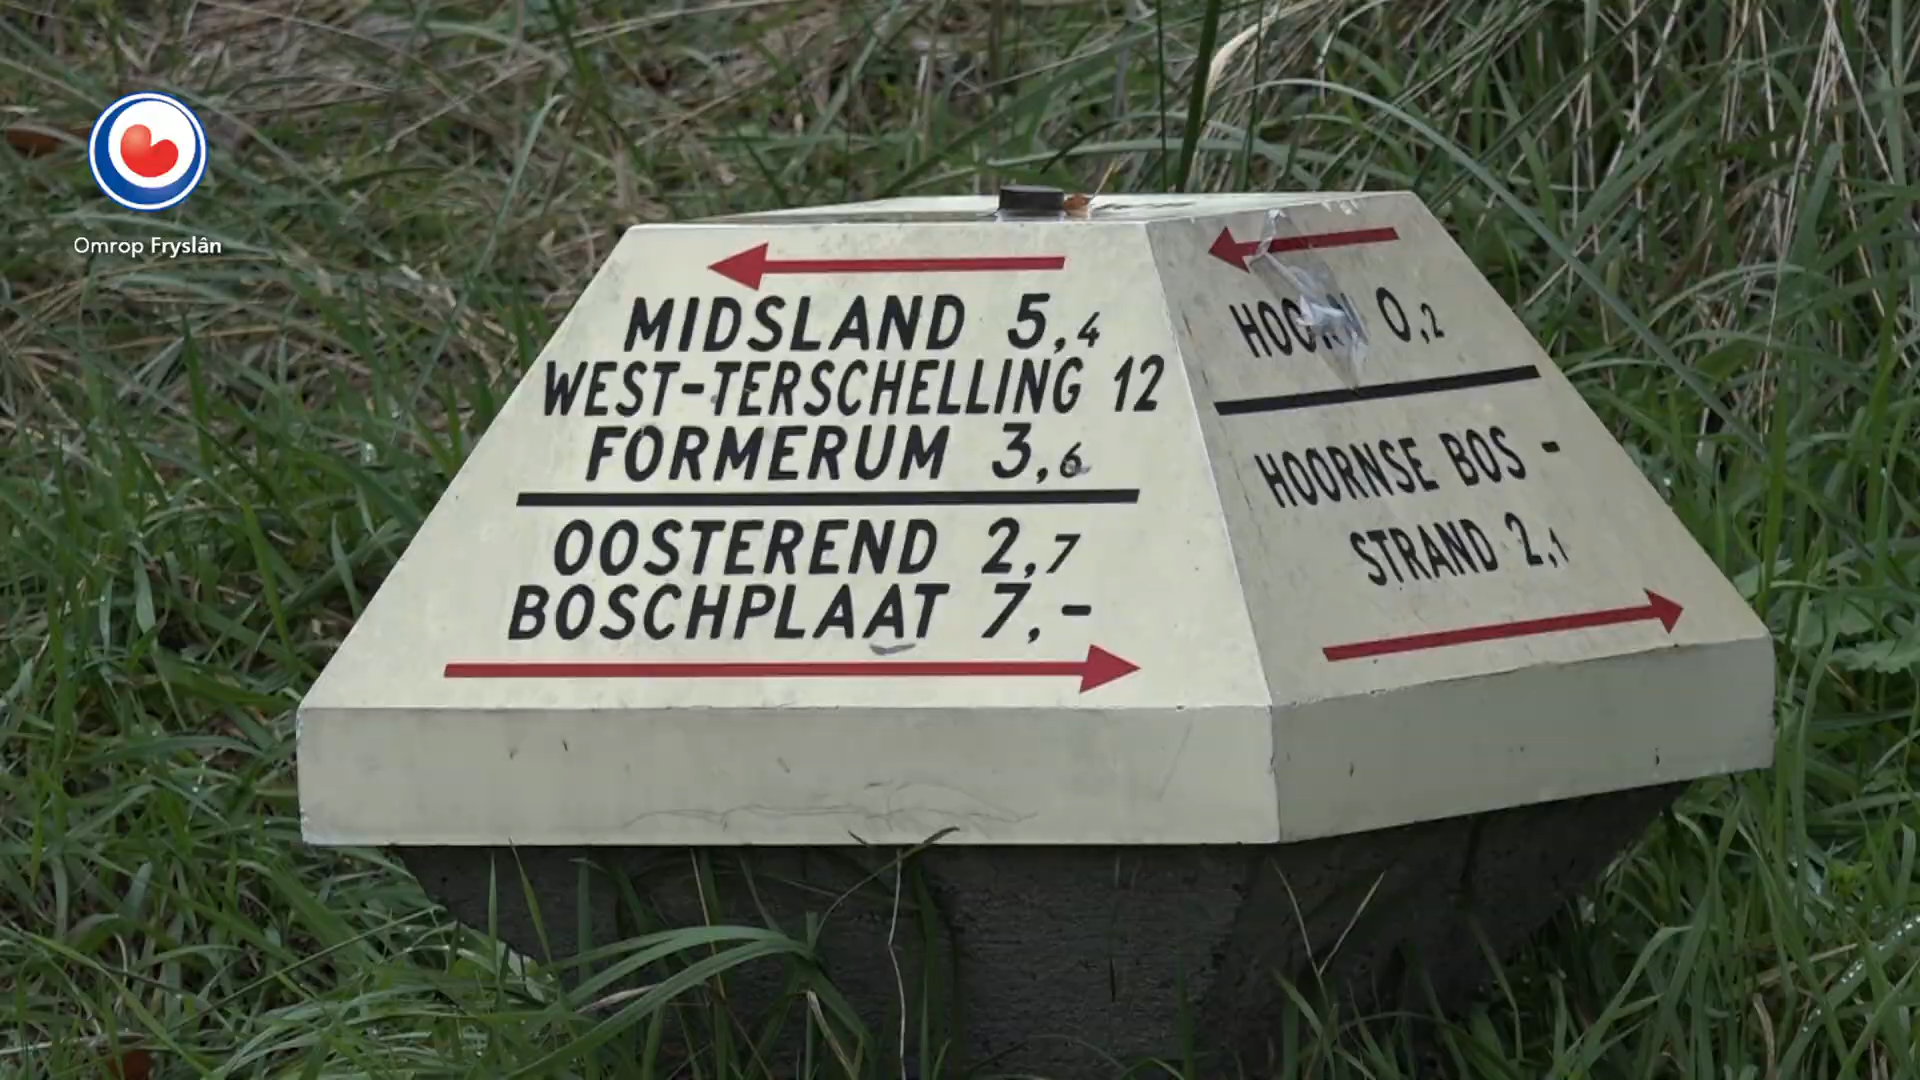 Omrop Fryslân
MIDSLAND 5,4
WEST-TERSCHELLING 12
FORMERUM 3,6
OOSTEREND 2,7
BOSCHPLAAT 7,-
HOORN 0,2
HOORNSE BOS -
STRAND 2,1